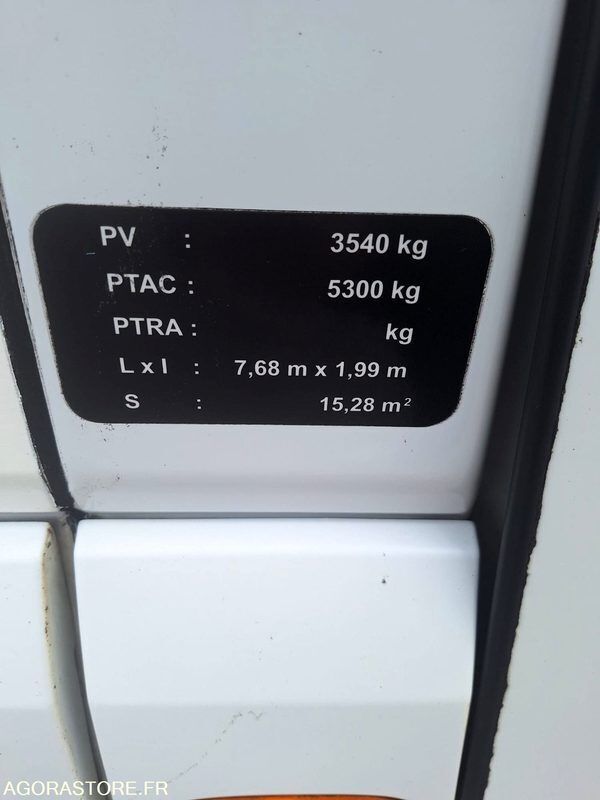 PV : 3540 kg
PTAC : 5300 kg
PTRA : kg
L x l : 7,68 m x 1,99 m
S : 15,28 m²
AGORASTORE.FR